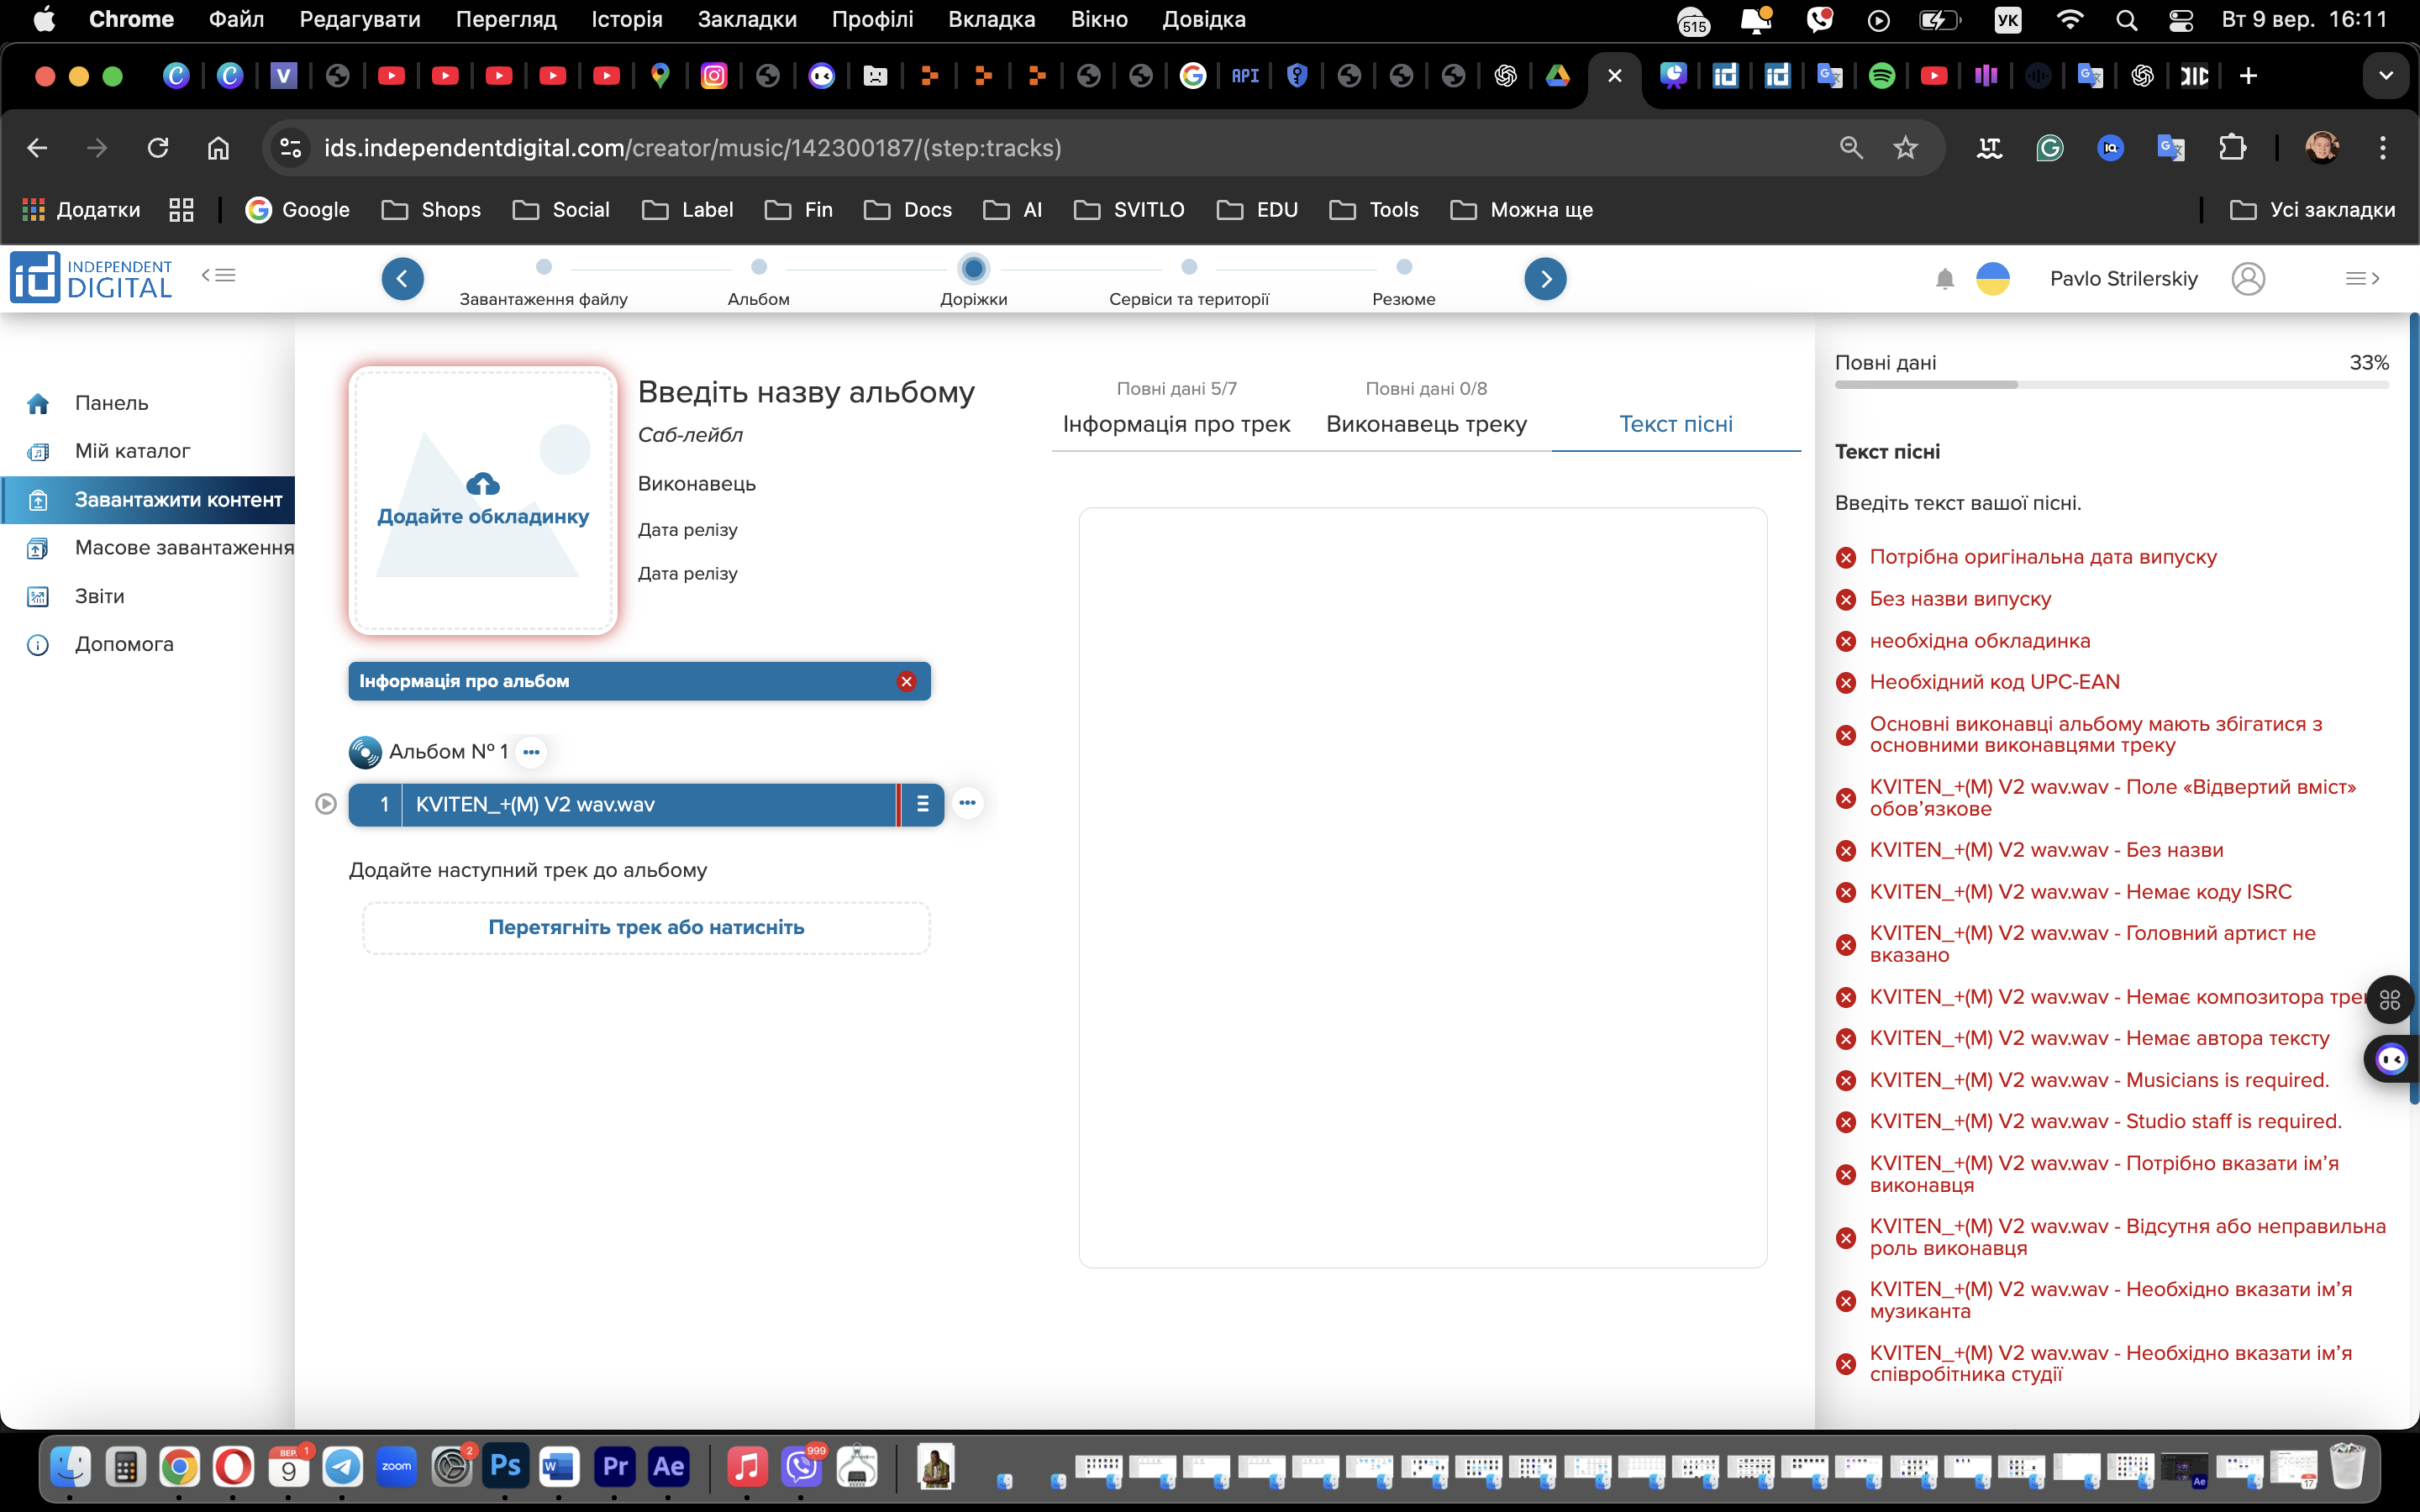 Chrome Файл Редагувати Перегляд Історія Закладки Профілі Вкладка Вікно Довідка
515
УК
Вт 9 вер. 16:11
V
API
ids.independentdigital.com/creator/music/142300187/(step:tracks)
Додатки
Google Shops Social Label Fin Docs AI SVITLO EDU Tools Можна ще
Усі закладки
id INDEPENDENT DIGITAL
Завантаження файлу Альбом Доріжки Сервіси та території Резюме
Pavlo Strilerskiy
Панель
Мій каталог
Завантажити контент
Масове завантаження
Звіти
Допомога
Додайте обкладинку
Введіть назву альбому
Саб-лейбл
Виконавець
Дата релізу
Дата релізу
Інформація про альбом
Альбом № 1
1 KVITEN_+(M) V2 wav.wav
Додайте наступний трек до альбому
Перетягніть трек або натисніть
Повні дані 5/7 Повні дані 0/8
Інформація про трек Виконавець треку Текст пісні
Повні дані 33%
Текст пісні
Введіть текст вашої пісні.
Потрібна оригінальна дата випуску
Без назви випуску
необхідна обкладинка
Необхідний код UPC-EAN
Основні виконавці альбому мають збігатися з
основними виконавцями треку
KVITEN_+(M) V2 wav.wav - Поле «Відвертий вміст»
обов’язкове
KVITEN_+(M) V2 wav.wav - Без назви
KVITEN_+(M) V2 wav.wav - Немає коду ISRC
KVITEN_+(M) V2 wav.wav - Головний артист не
вказано
KVITEN_+(M) V2 wav.wav - Немає композитора
KVITEN_+(M) V2 wav.wav - Немає автора тексту
KVITEN_+(M) V2 wav.wav - Musicians is required.
KVITEN_+(M) V2 wav.wav - Studio staff is required.
KVITEN_+(M) V2 wav.wav - Потрібно вказати ім’я
виконавця
KVITEN_+(M) V2 wav.wav - Відсутня або неправильна
роль виконавця
KVITEN_+(M) V2 wav.wav - Необхідно вказати ім’я
музиканта
KVITEN_+(M) V2 wav.wav - Необхідно вказати ім’я
співробітника студії
ВЕР. 1
9
zoom
2
Ps
W
Pr
Ae
999
Ae
17